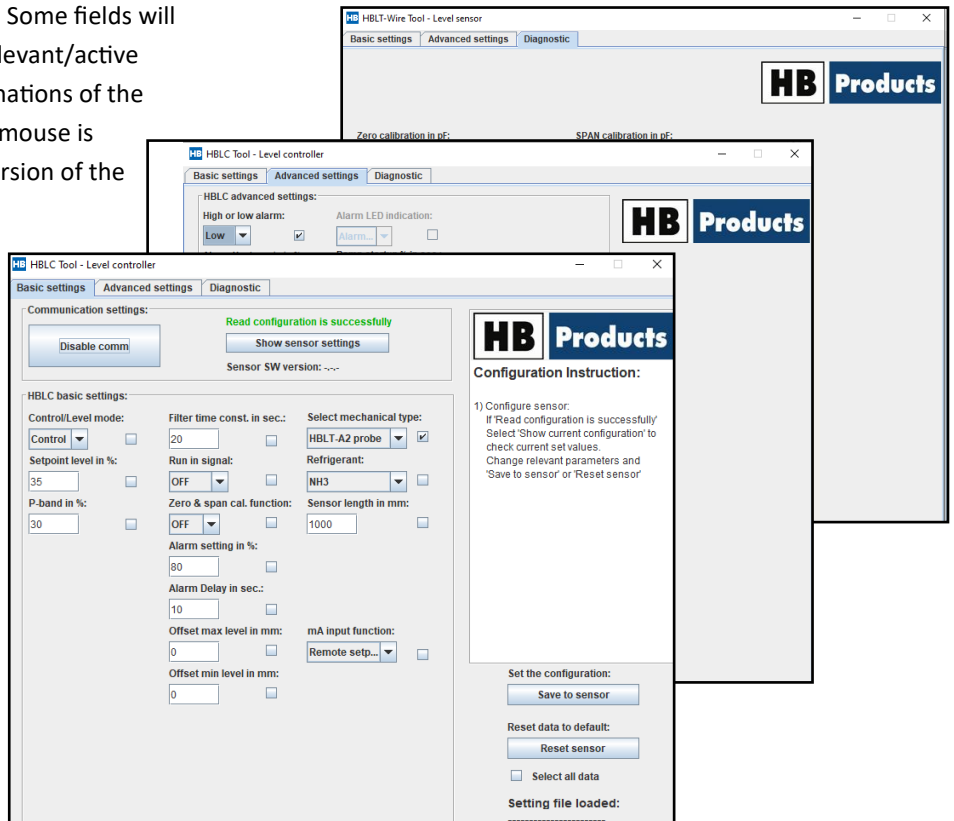 Some fields will
levant/active
nations of the
mouse is
rsion of the
HB HBLT-Wire Tool - Level sensor
Basic settings Advanced settings Diagnostic
HB Products
Zero calibration in pF: SPAN calibration in pF:
HB HBLC Tool - Level controller
Basic settings Advanced settings Diagnostic
HBLC advanced settings:
High or low alarm: Alarm LED indication:
Low Alarm...
HB Products
HB HBLC Tool - Level controller
Basic settings Advanced settings Diagnostic
Communication settings:
Disable comm
Read configuration is successfully
Show sensor settings
Sensor SW version: -.-.-
HBLC basic settings:
Control/Level mode: Filter time const. in sec.: Select mechanical type:
Control 20 HBLT-A2 probe
Setpoint level in %: Run in signal: Refrigerant:
35 OFF NH3
P-band in %: Zero & span cal. function: Sensor length in mm:
30 OFF 1000
Alarm setting in %:
80
Alarm Delay in sec.:
10
Offset max level in mm: mA input function:
0 Remote setp...
Offset min level in mm:
0
HB Products
Configuration Instruction:
1) Configure sensor:
If 'Read configuration is successfully'
Select 'Show current configuration' to
check current set values.
Change relevant parameters and
'Save to sensor' or 'Reset sensor'
Set the configuration:
Save to sensor
Reset data to default:
Reset sensor
Select all data
Setting file loaded: